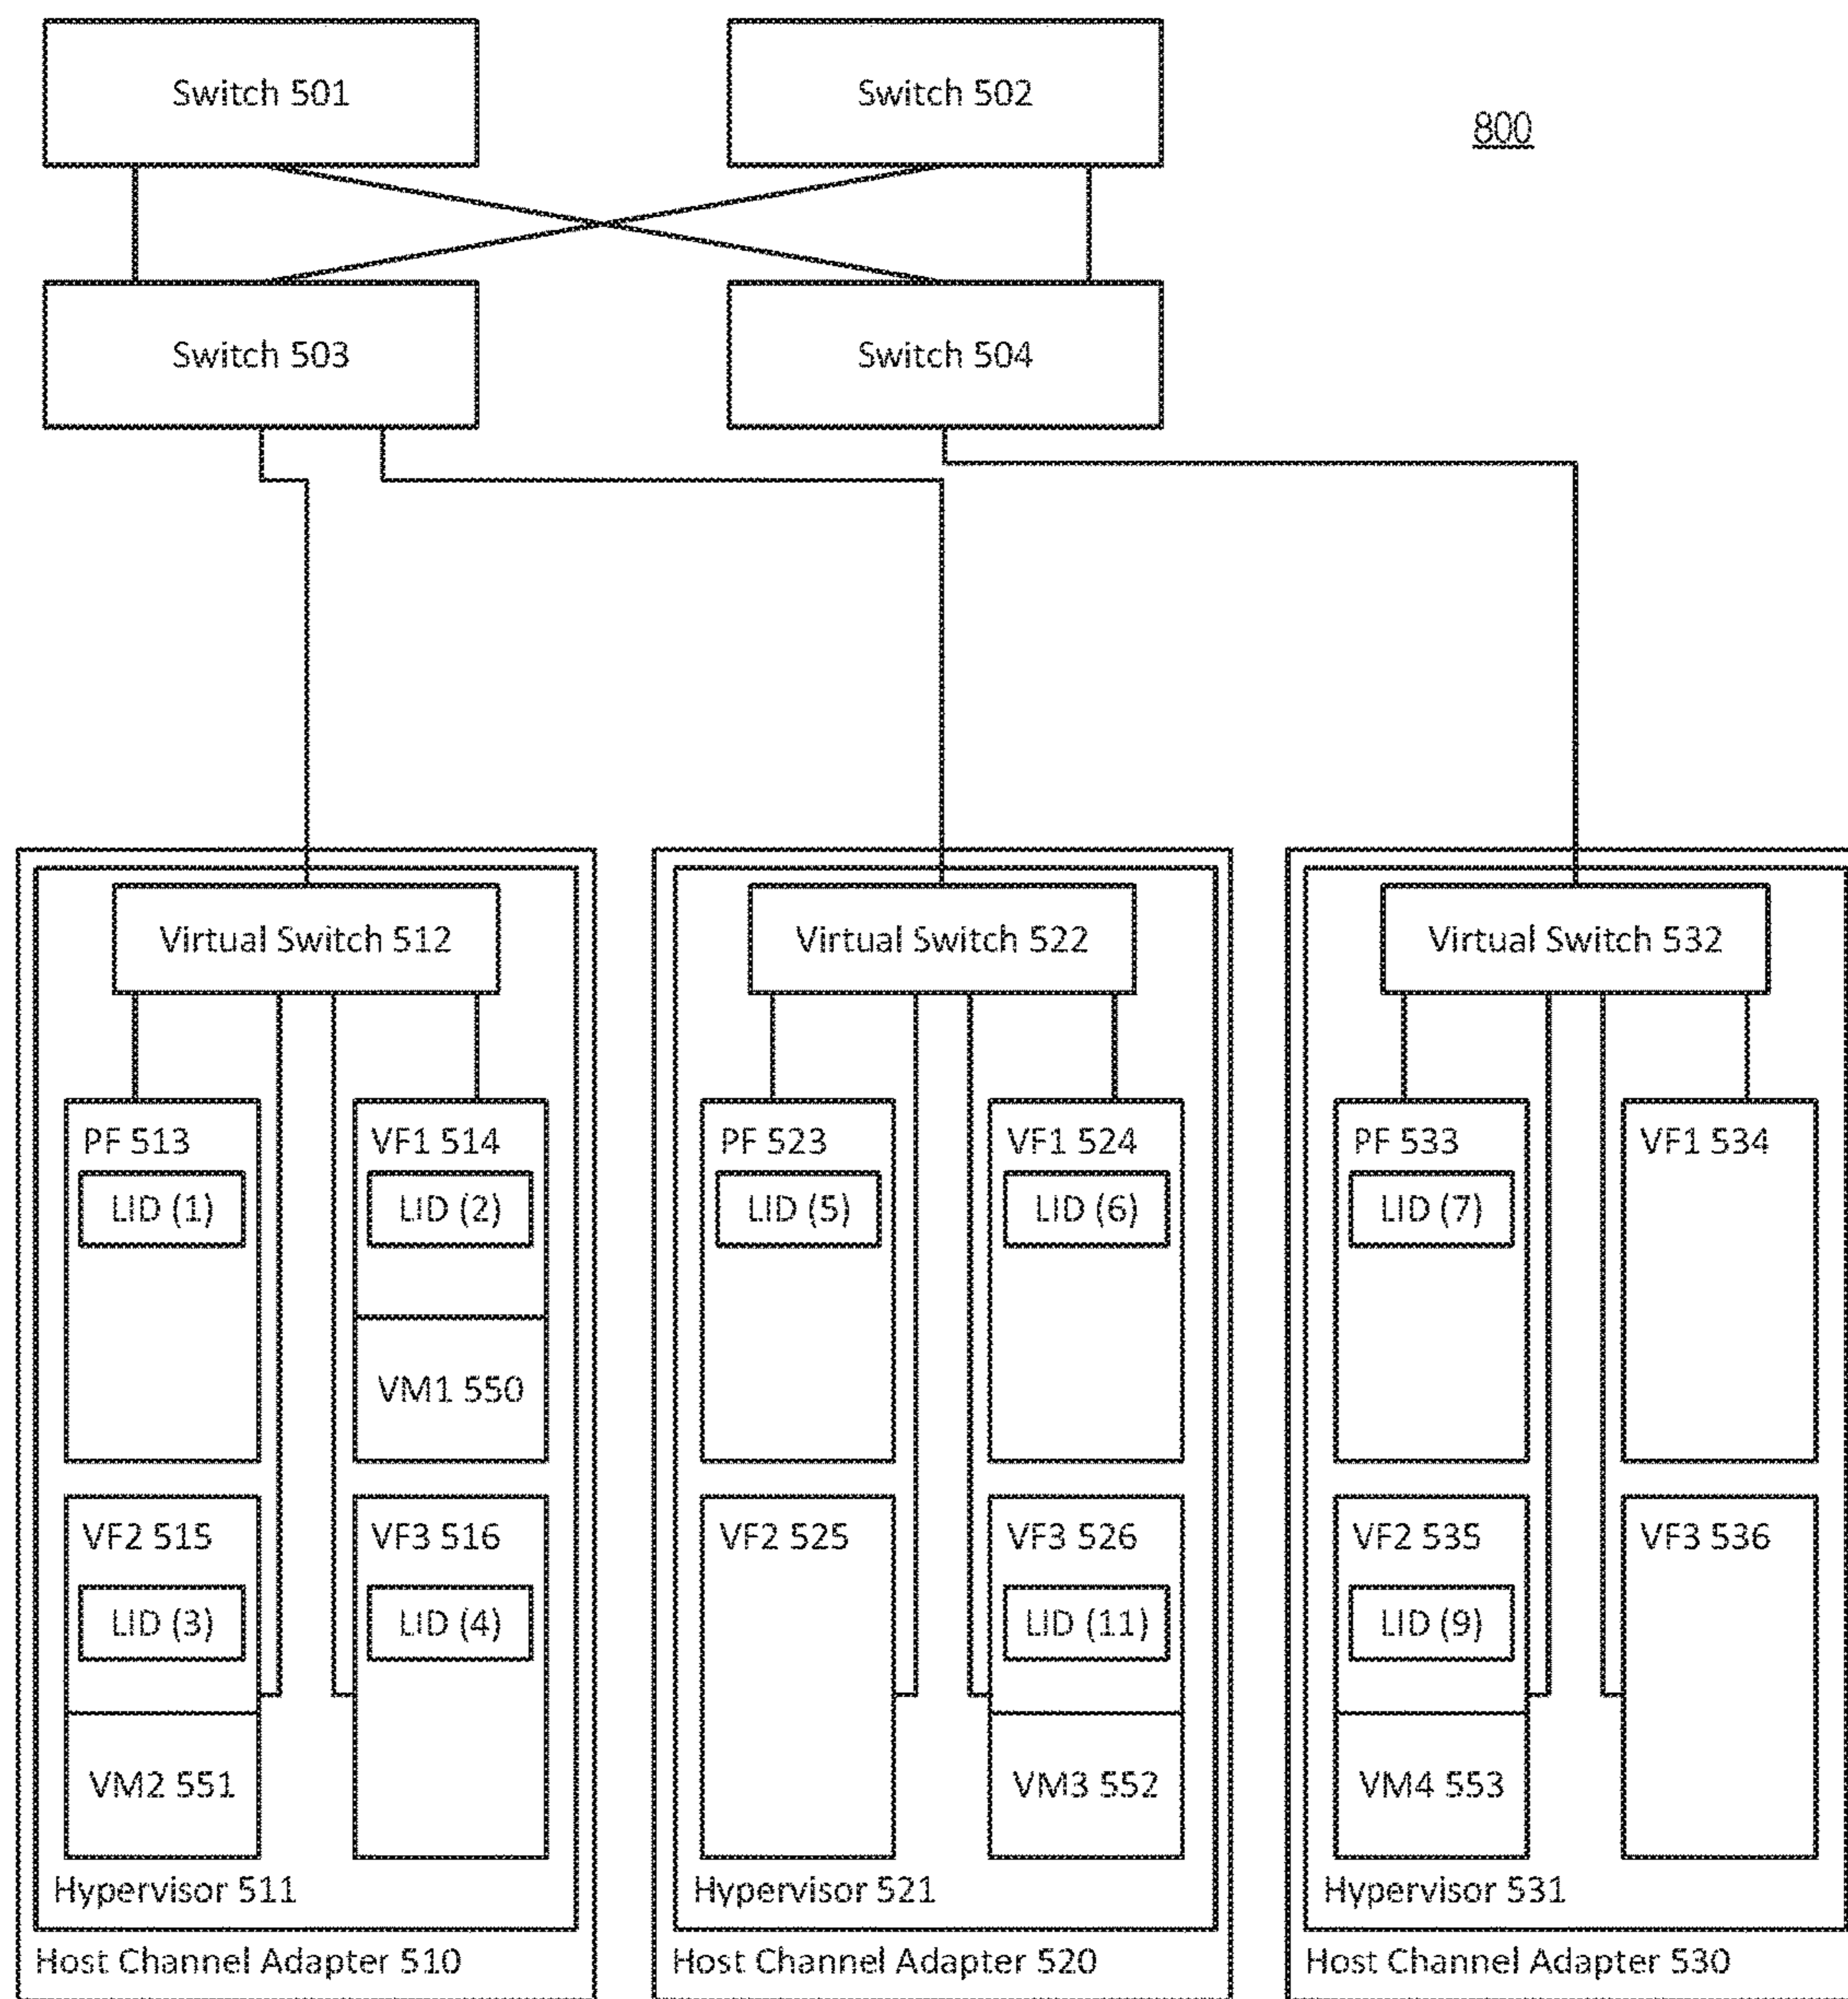 Switch 501
Switch 502
800
Switch 503
Switch 504
Virtual Switch 512
Virtual Switch 522
Virtual Switch 532
PF 513
LID (1)
VF1 514
LID (2)
VM1 550
PF 523
LID (5)
VF1 524
LID (6)
PF 533
LID (7)
VF1 534
VF2 515
LID (3)
VM2 551
VF3 516
LID (4)
VF2 525
VF3 526
LID (11)
VM3 552
VF2 535
LID (9)
VM4 553
VF3 536
Hypervisor 511
Hypervisor 521
Hypervisor 531
Host Channel Adapter 510
Host Channel Adapter 520
Host Channel Adapter 530